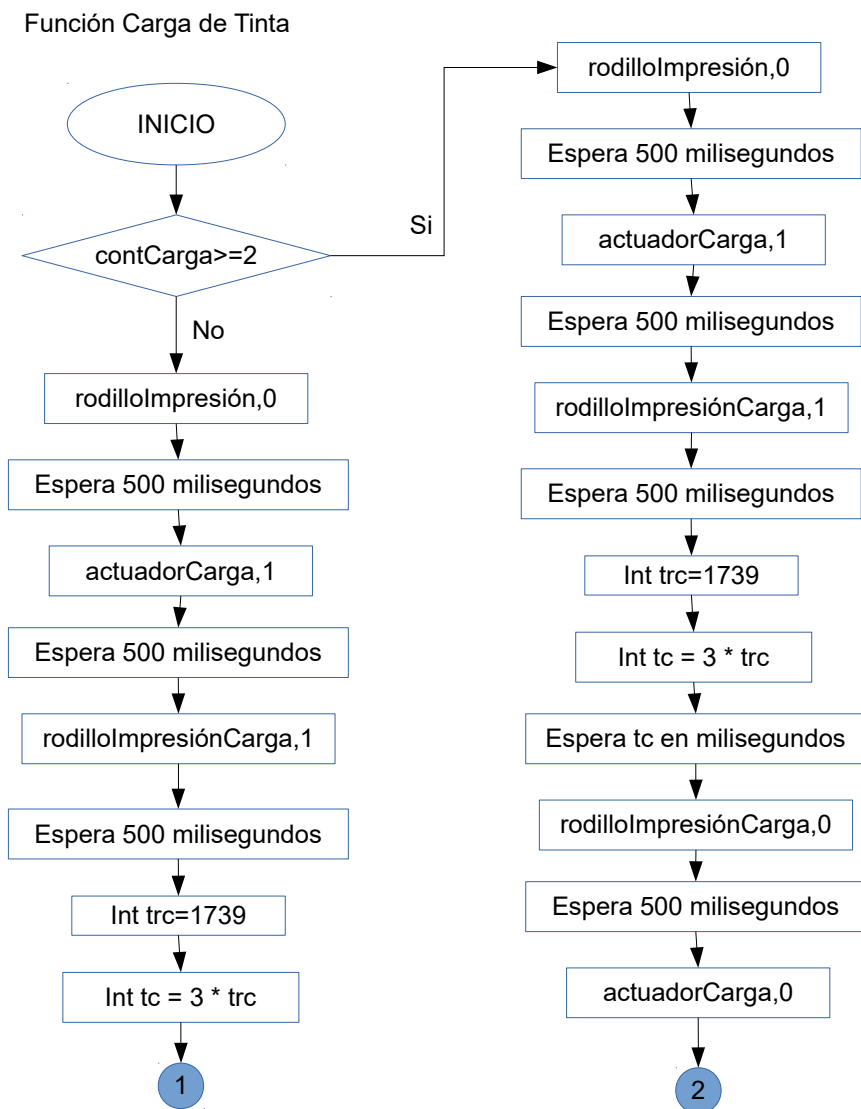 Función Carga de Tinta
INICIO
contCarga>=2
No
rodilloImpresión,0
Espera 500 milisegundos
actuadorCarga,1
Espera 500 milisegundos
rodilloImpresiónCarga,1
Espera 500 milisegundos
Int trc=1739
Int tc = 3 * trc
1
Si
rodilloImpresión,0
Espera 500 milisegundos
actuadorCarga,1
Espera 500 milisegundos
rodilloImpresiónCarga,1
Espera 500 milisegundos
Int trc=1739
Int tc = 3 * trc
Espera tc en milisegundos
rodilloImpresiónCarga,0
Espera 500 milisegundos
actuadorCarga,0
2